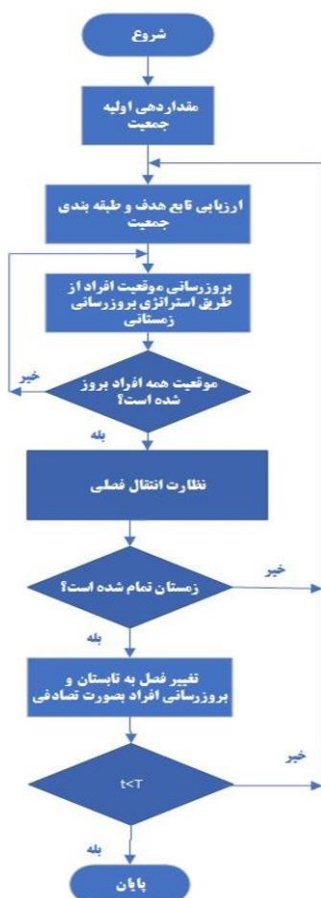 شروع
مقداردهی اولیه
جمعیت
ارزیابی تابع هدف و طبقه بندی
جمعیت
بروزرسانی موقعیت افراد از
طریق استراتژی بروزرسانی
زمستانی
موقعیت همه افراد بروز
شده است؟
خیر
بله
نظارت انتقال فصلی
زمستان تمام شده است؟
خیر
بله
تغییر فصل به تابستان و
بروزرسانی افراد بصورت تصادفی
t<T
خیر
بله
پایان